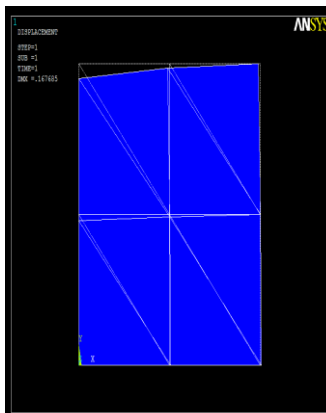 1
DISPLACEMENT
STEP=1
SUB =1
TIME=1
DMX =.167685
ANSYS
Y
X